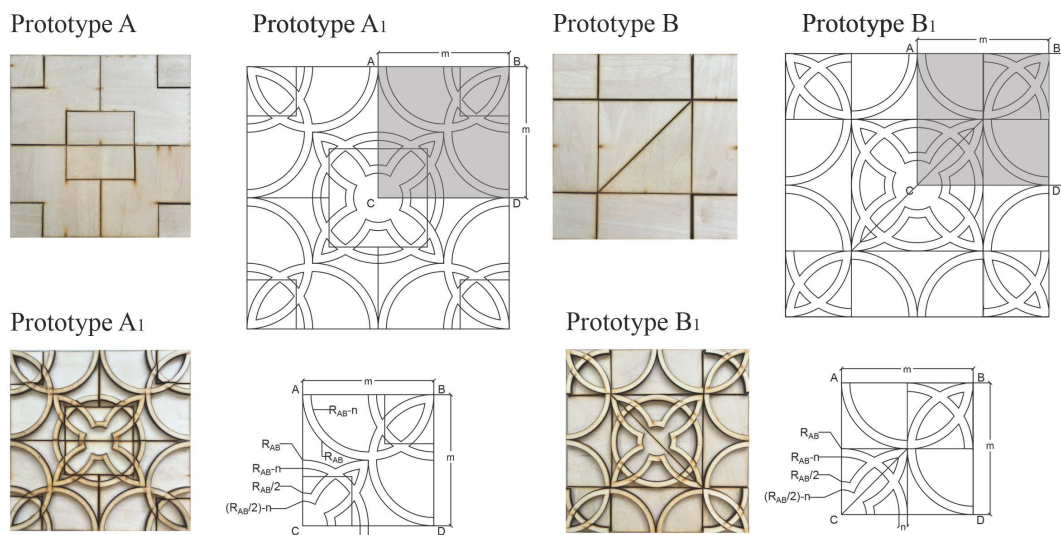 Prototype A
Prototype A1
Prototype B
Prototype B1
A
m
B
m
C
D
A
m
B
m
C
D
Prototype A1
Prototype B1
m
A
B
RAB-n
RAB
RAB
RAB-n
RAB/2
(RAB/2)-n
m
C
D
m
A
B
RAB
RAB-n
RAB/2
(RAB/2)-n
m
C
n
D